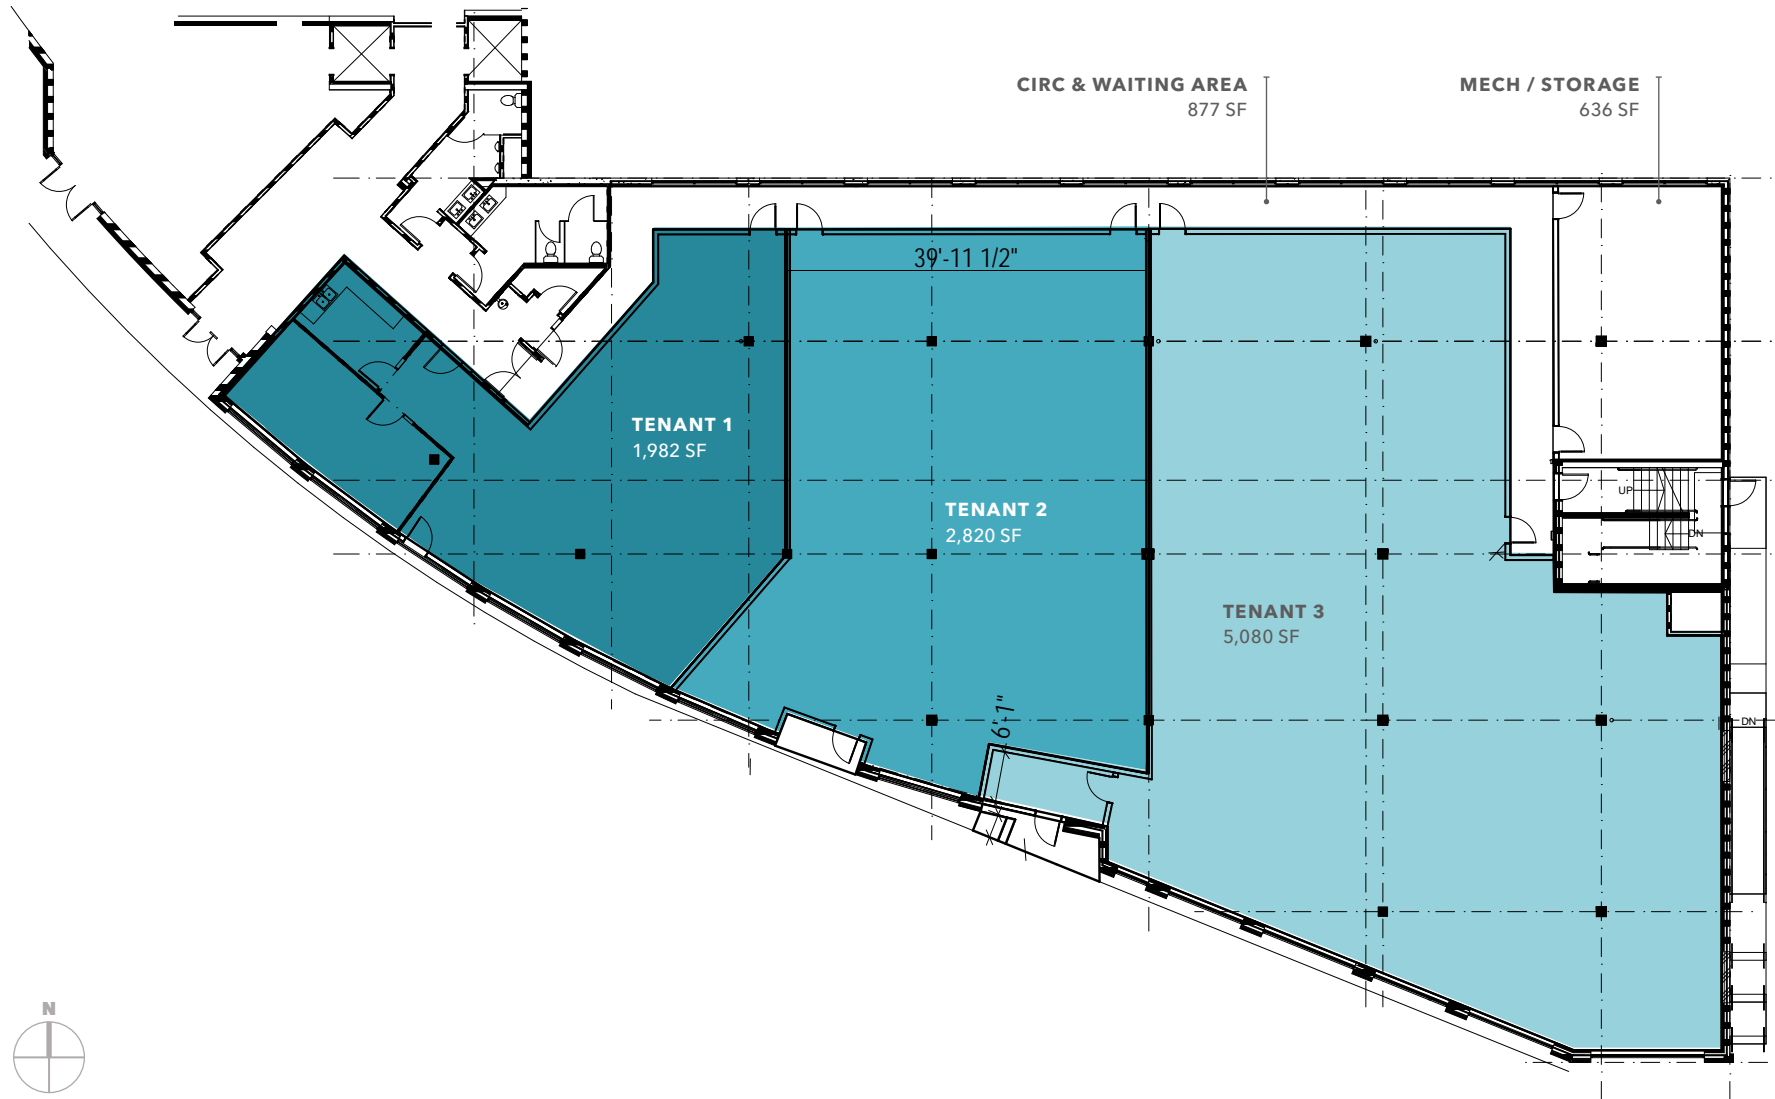 CIRC & WAITING AREA
877 SF
MECH / STORAGE
636 SF
39'-11 1/2"
TENANT 1
1,982 SF
TENANT 2
2,820 SF
UP
DN
TENANT 3
5,080 SF
6'-1"
DN
N